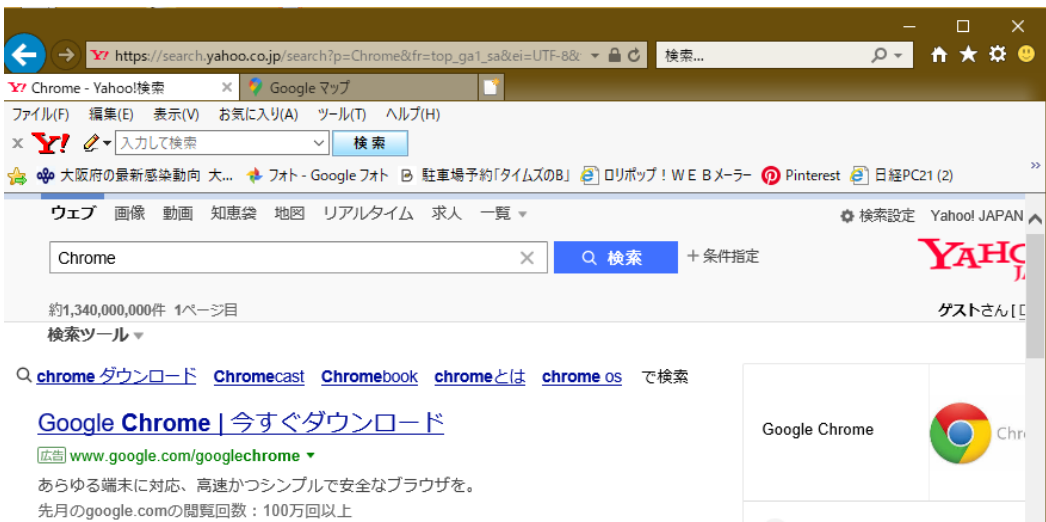 https://search.yahoo.co.jp/search?p=Chrome&fr=top_ga1_sa&ei=UTF-8& 検索...
Chrome - Yahoo!検索 Google マップ
ファイル(F) 編集(E) 表示(V) お気に入り(A) ツール(T) ヘルプ(H)
Y! 入力して検索 検 索
大阪府の最新感染動向 大... フォト - Google フォト 駐車場予約「タイムズのB」 ロリポップ!WEBメーラー Pinterest 日経PC21 (2)
ウェブ 画像 動画 知恵袋 地図 リアルタイム 求人 一覧 検索設定 Yahoo! JAPAN
Chrome 検索 +条件指定
約1,340,000,000件 1ページ目 ゲストさん [
検索ツール
chrome ダウンロード Chromecast Chromebook chromeとは chrome os で検索
Google Chrome | 今すぐダウンロード
広告 www.google.com/googlechrome
あらゆる端末に対応、高速かつシンプルで安全なブラウザを。
先月のgoogle.comの閲覧回数:100万回以上
Google Chrome